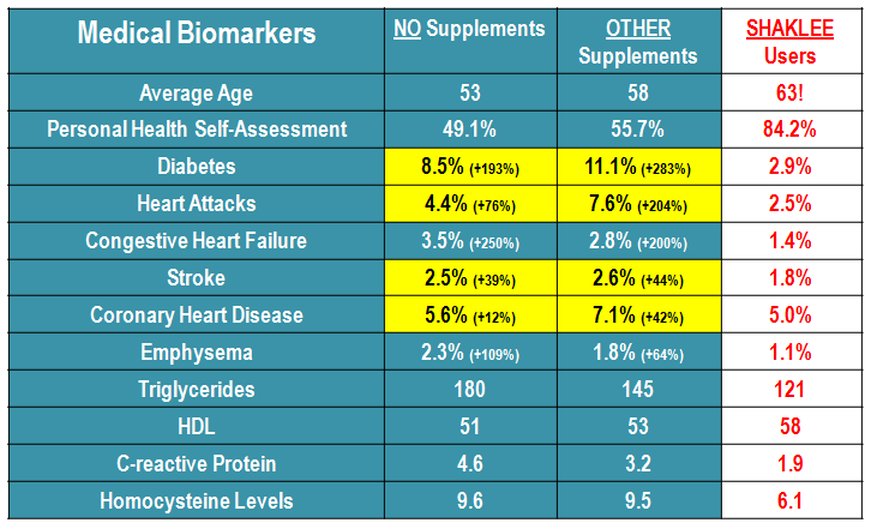 Medical Biomarkers NO Supplements OTHER Supplements SHAKLEE Users
Average Age 53 58 63!
Personal Health Self-Assessment 49.1% 55.7% 84.2%
Diabetes 8.5% (+193%) 11.1% (+283%) 2.9%
Heart Attacks 4.4% (+76%) 7.6% (+204%) 2.5%
Congestive Heart Failure 3.5% (+250%) 2.8% (+200%) 1.4%
Stroke 2.5% (+39%) 2.6% (+44%) 1.8%
Coronary Heart Disease 5.6% (+12%) 7.1% (+42%) 5.0%
Emphysema 2.3% (+109%) 1.8% (+64%) 1.1%
Triglycerides 180 145 121
HDL 51 53 58
C-reactive Protein 4.6 3.2 1.9
Homocysteine Levels 9.6 9.5 6.1